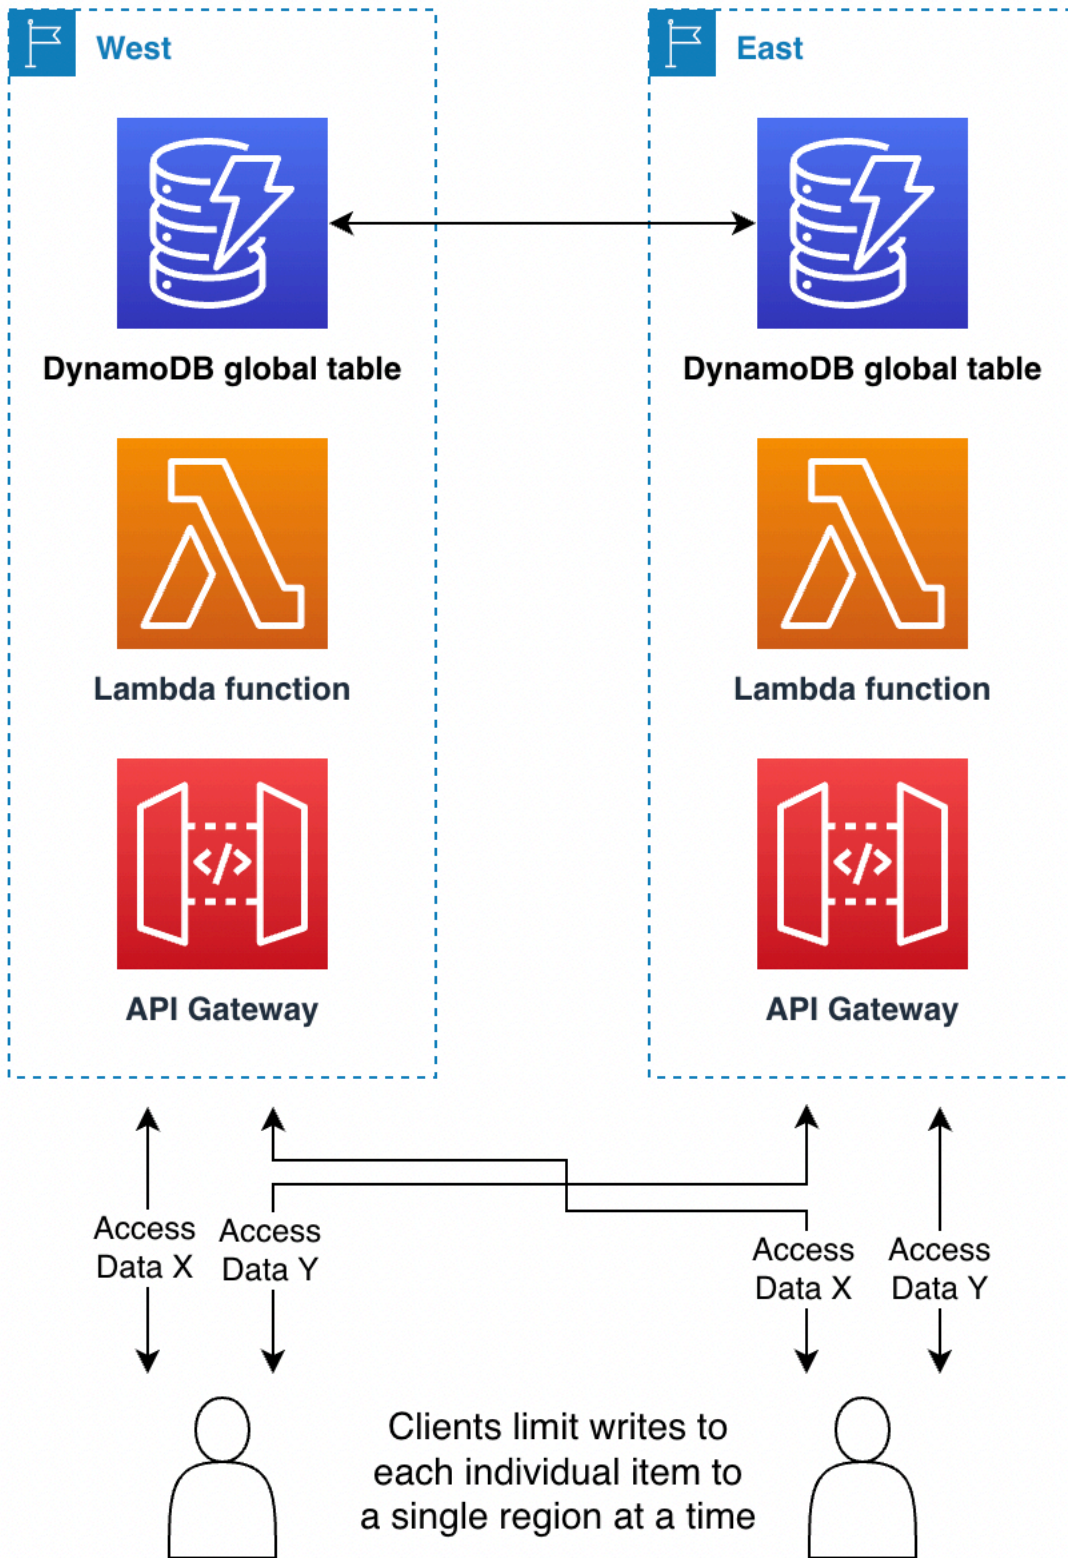 West
East
DynamoDB global table
DynamoDB global table
Lambda function
Lambda function
</>
</>
API Gateway
API Gateway
Access
Data X
Access
Data Y
Access
Data X
Access
Data Y
Clients limit writes to
each individual item to
a single region at a time